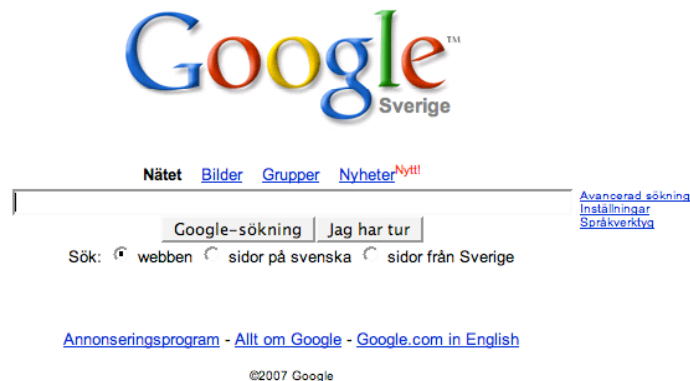 Google™
Sverige
Nätet Bilder Grupper Nyheter Nytt!
Avancerad sökning
Inställningar
Språkverktyg
Google-sökning Jag har tur
Sök: webben sidor på svenska sidor från Sverige
Annonseringsprogram - Allt om Google - Google.com in English
©2007 Google